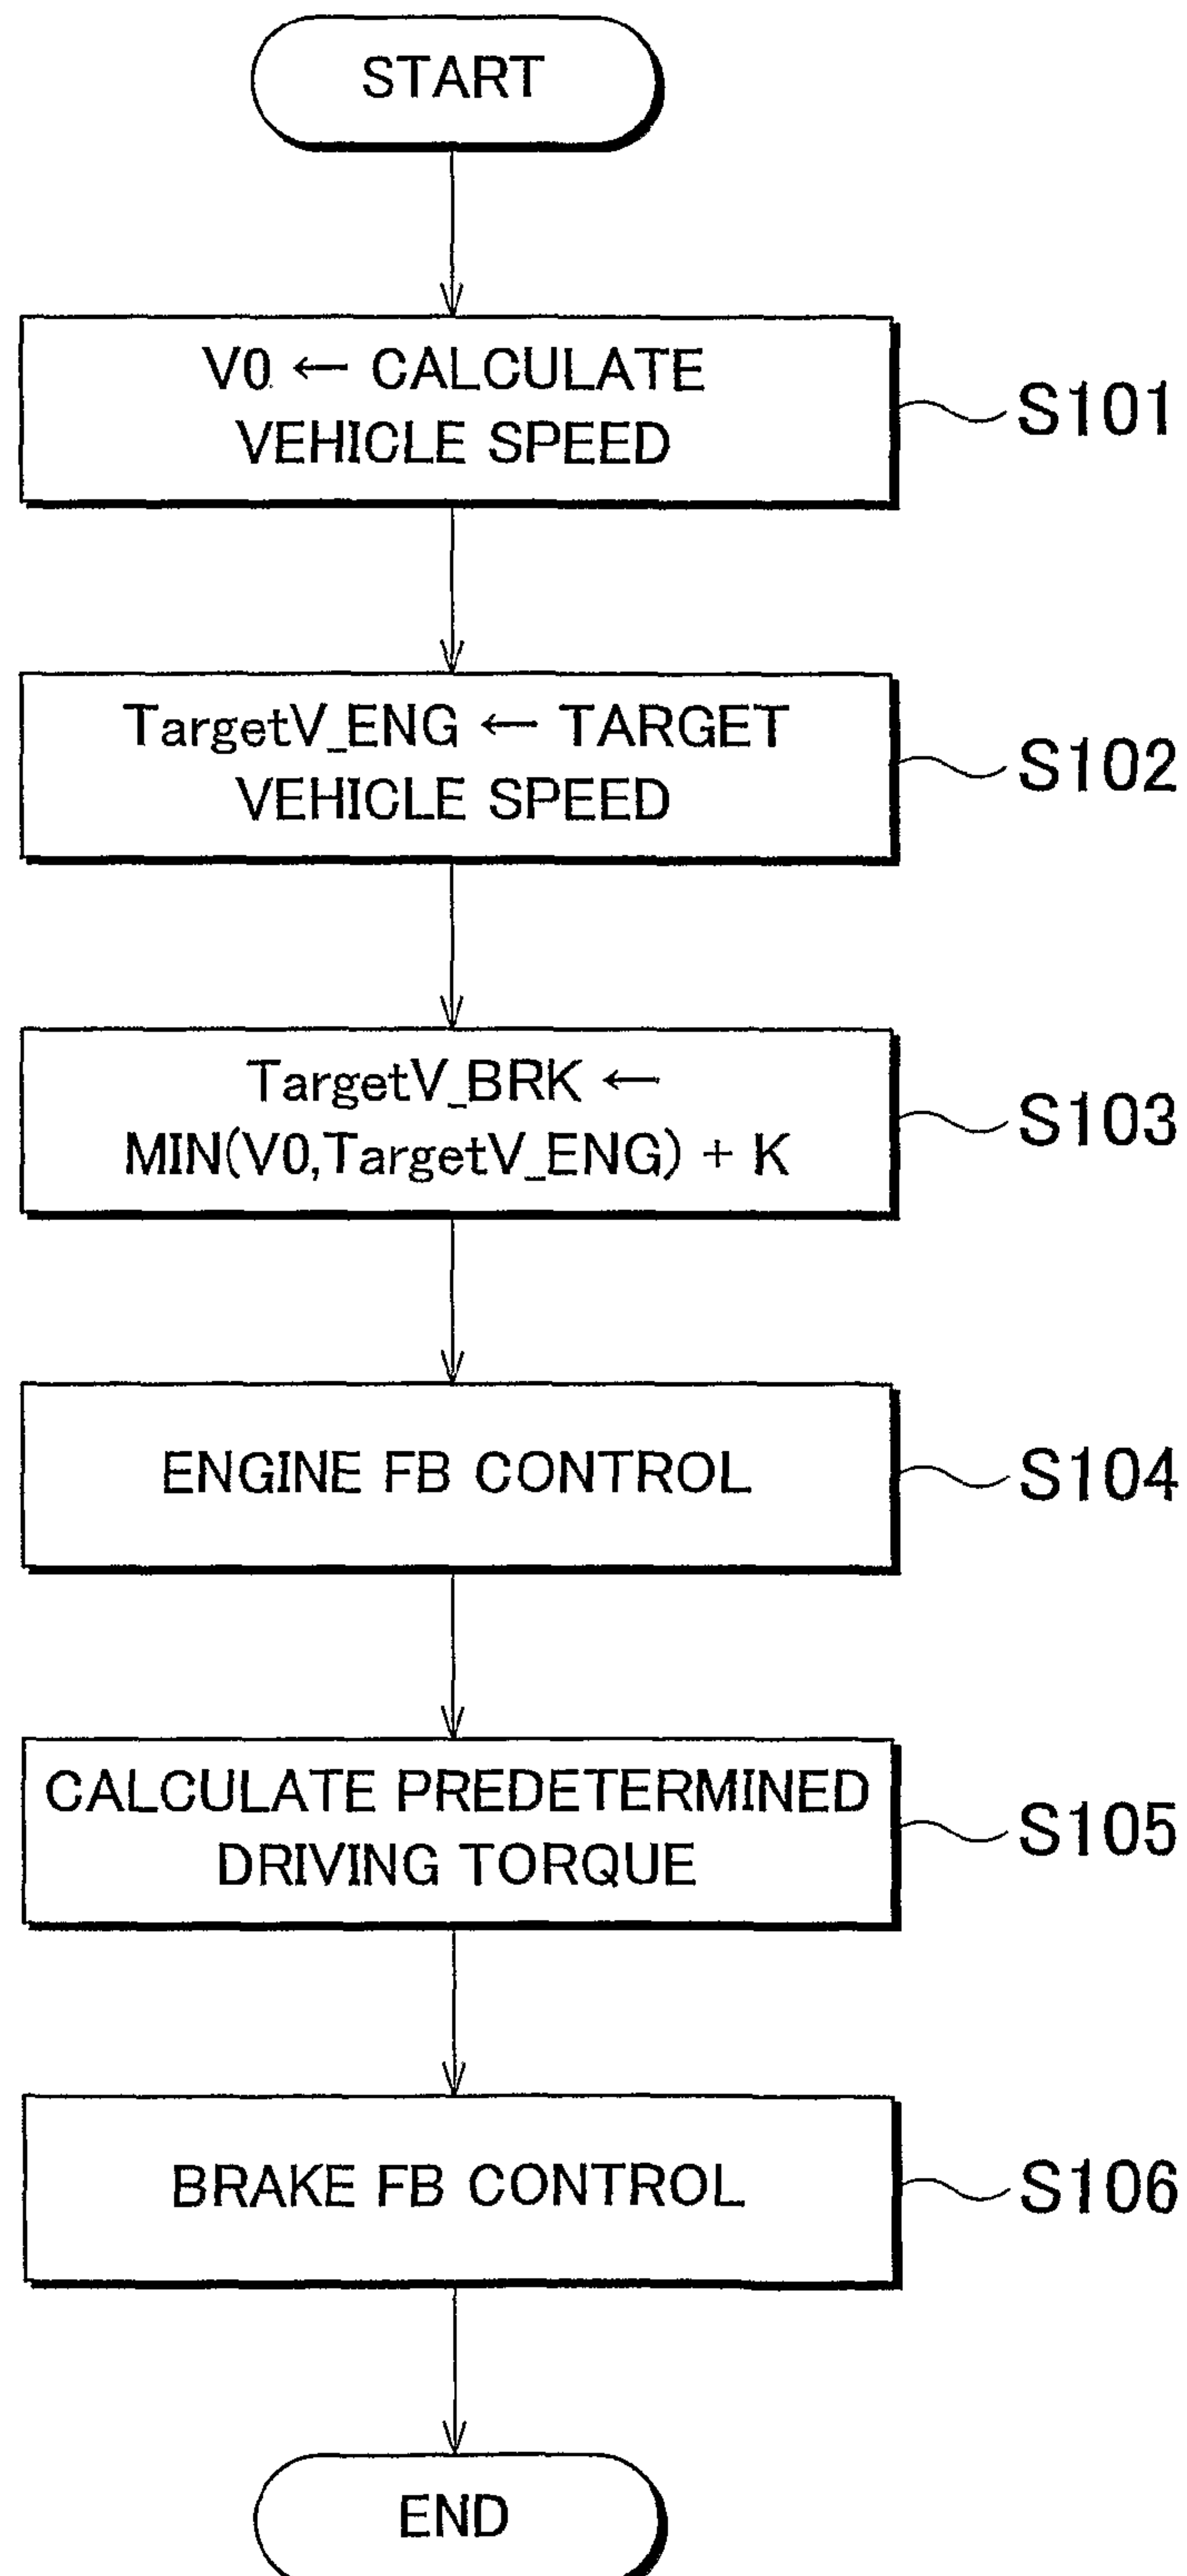 START
V0 ← CALCULATE
VEHICLE SPEED
S101
TargetV_ENG ← TARGET
VEHICLE SPEED
S102
TargetV_BRK ←
MIN(V0,TargetV_ENG) + K
S103
ENGINE FB CONTROL
S104
CALCULATE PREDETERMINED
DRIVING TORQUE
S105
BRAKE FB CONTROL
S106
END